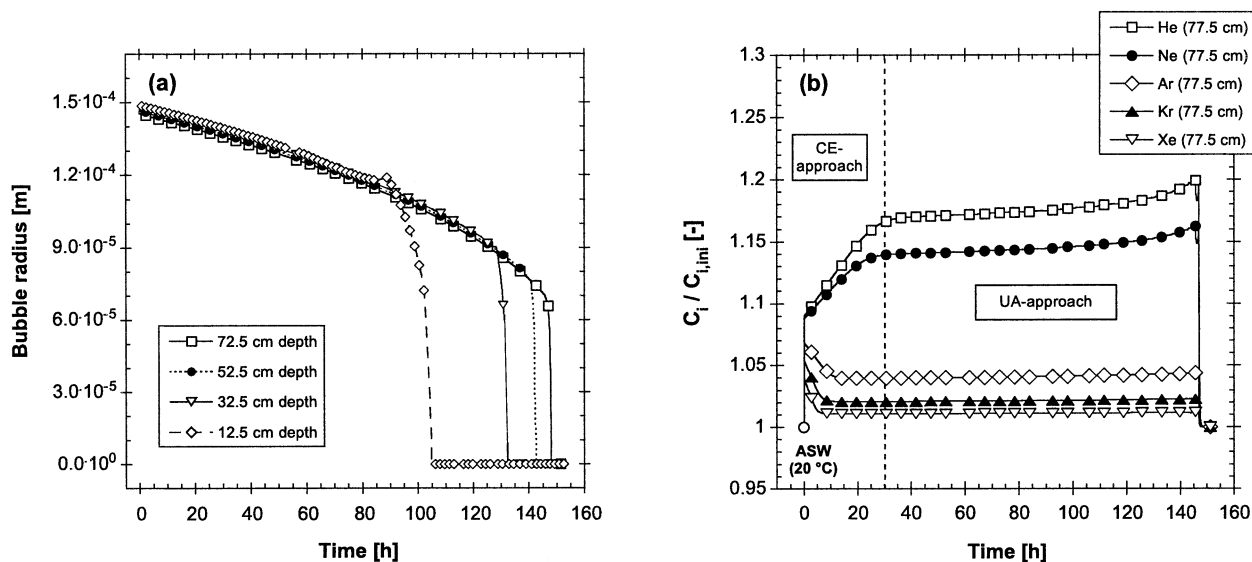 (a)
Bubble radius [m]
1.5·10⁻⁴
1.2·10⁻⁴
9.0·10⁻⁵
6.0·10⁻⁵
3.0·10⁻⁵
0.0·10⁰
72.5 cm depth
52.5 cm depth
32.5 cm depth
12.5 cm depth
0 20 40 60 80 100 120 140 160
Time [h]
He (77.5 cm)
Ne (77.5 cm)
Ar (77.5 cm)
Kr (77.5 cm)
Xe (77.5 cm)
(b)
C_i / C_i,ini [-]
1.3
1.25
1.2
1.15
1.1
1.05
1
0.95
CE-
approach
UA-approach
ASW
(20 °C)
0 20 40 60 80 100 120 140 160
Time [h]